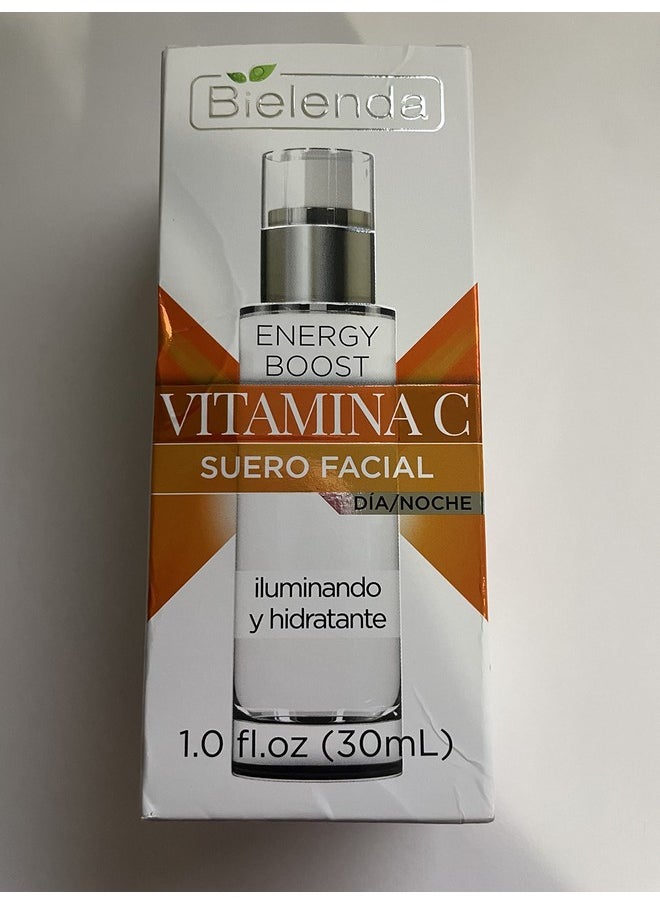 Bielenda
ENERGY
BOOST
VITAMINA C
SUERO FACIAL
DÍA/NOCHE
iluminando
y hidratante
1.0 fl.oz (30mL)